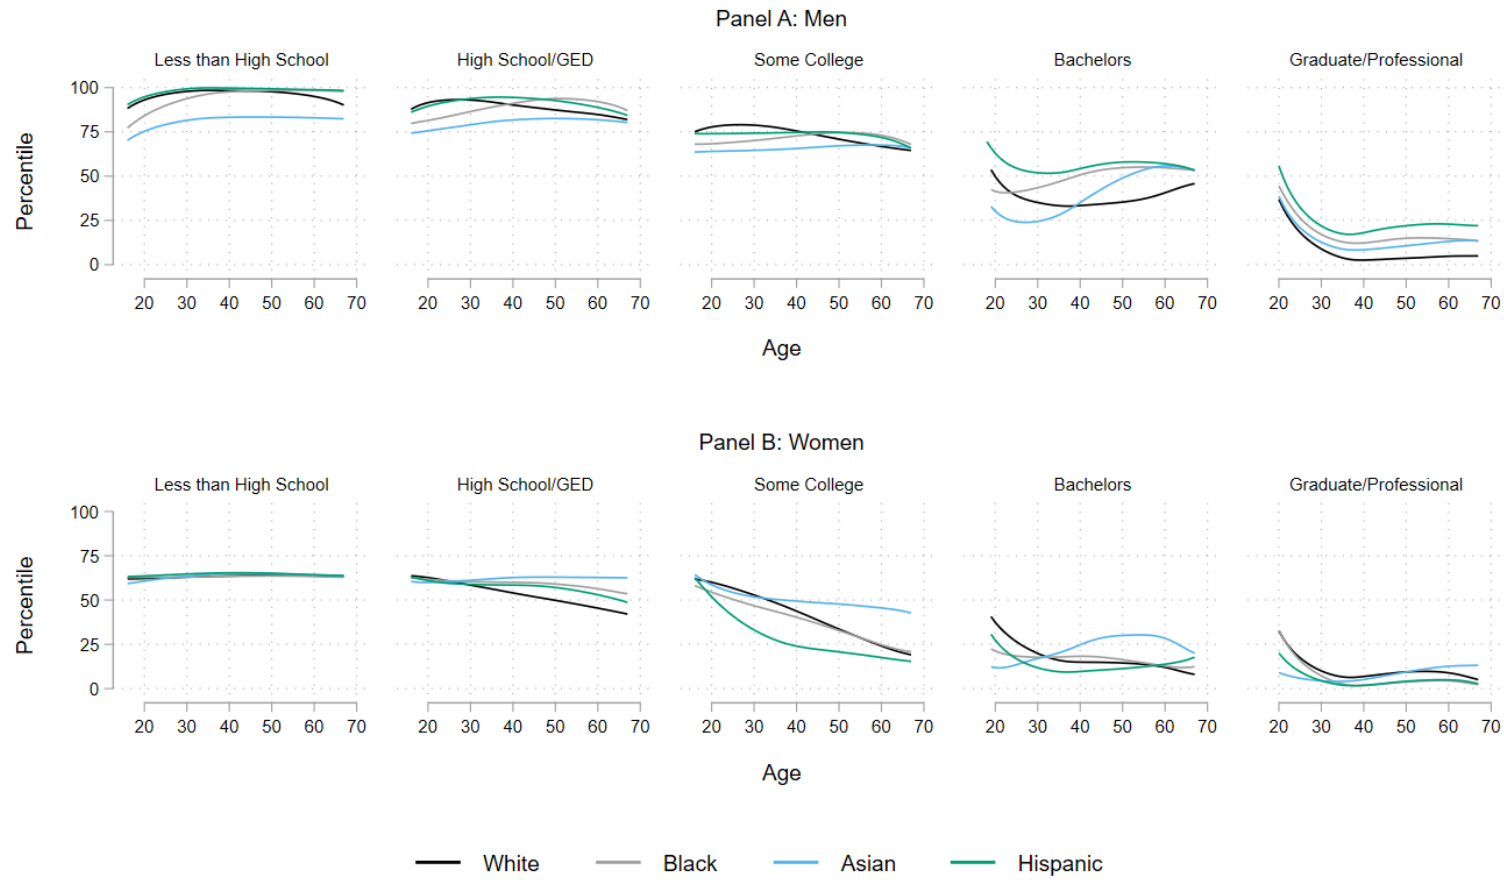 Panel A: Men
Less than High School High School/GED Some College Bachelors Graduate/Professional
Percentile
100
75
50
25
0
20 30 40 50 60 70 20 30 40 50 60 70 20 30 40 50 60 70 20 30 40 50 60 70 20 30 40 50 60 70
Age
Panel B: Women
Less than High School High School/GED Some College Bachelors Graduate/Professional
Percentile
100
75
50
25
0
20 30 40 50 60 70 20 30 40 50 60 70 20 30 40 50 60 70 20 30 40 50 60 70 20 30 40 50 60 70
Age
White Black Asian Hispanic